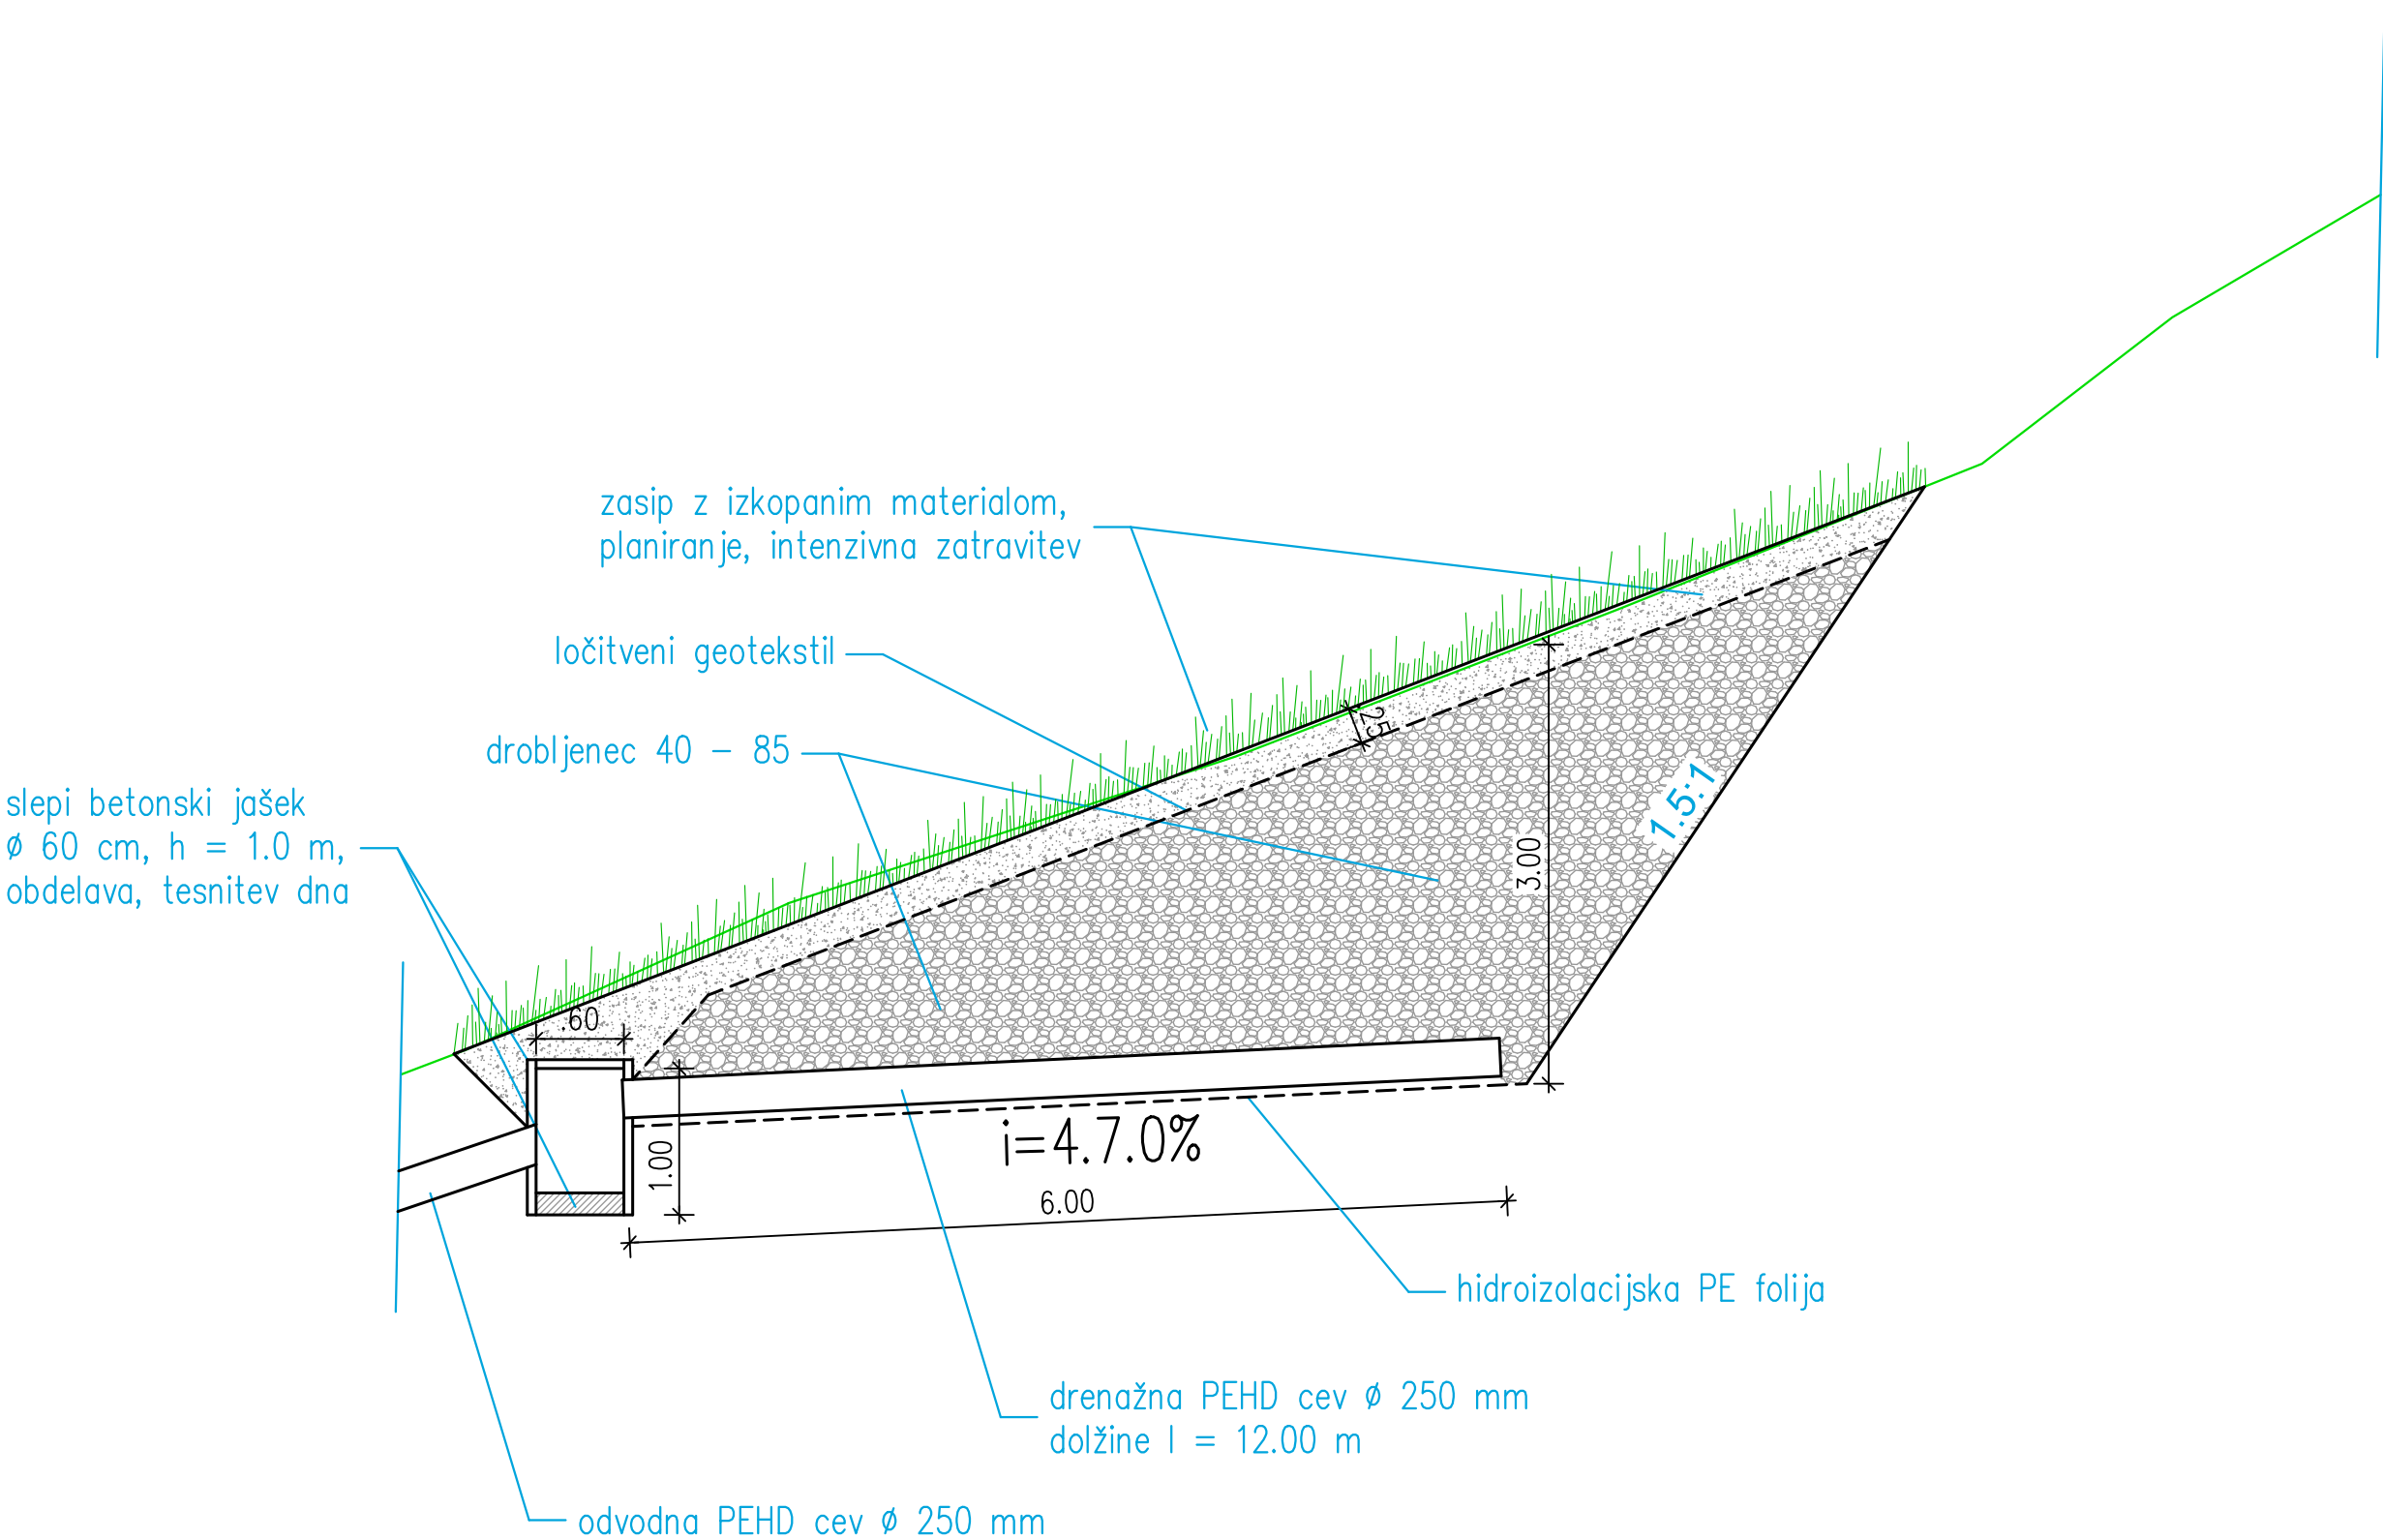 zasip z izkopanim materialom,
planiranje, intenzivna zatravitev
ločitveni geotekstil
drobljenec 40 - 85
slepi betonski jašek
ø 60 cm, h = 1.0 m,
obdelava, tesnitev dna
.25
1.5:1
3.00
.60
1.00
i=4.7.0%
6.00
hidroizolacijska PE folija
drenažna PEHD cev ø 250 mm
dolžine l = 12.00 m
odvodna PEHD cev ø 250 mm